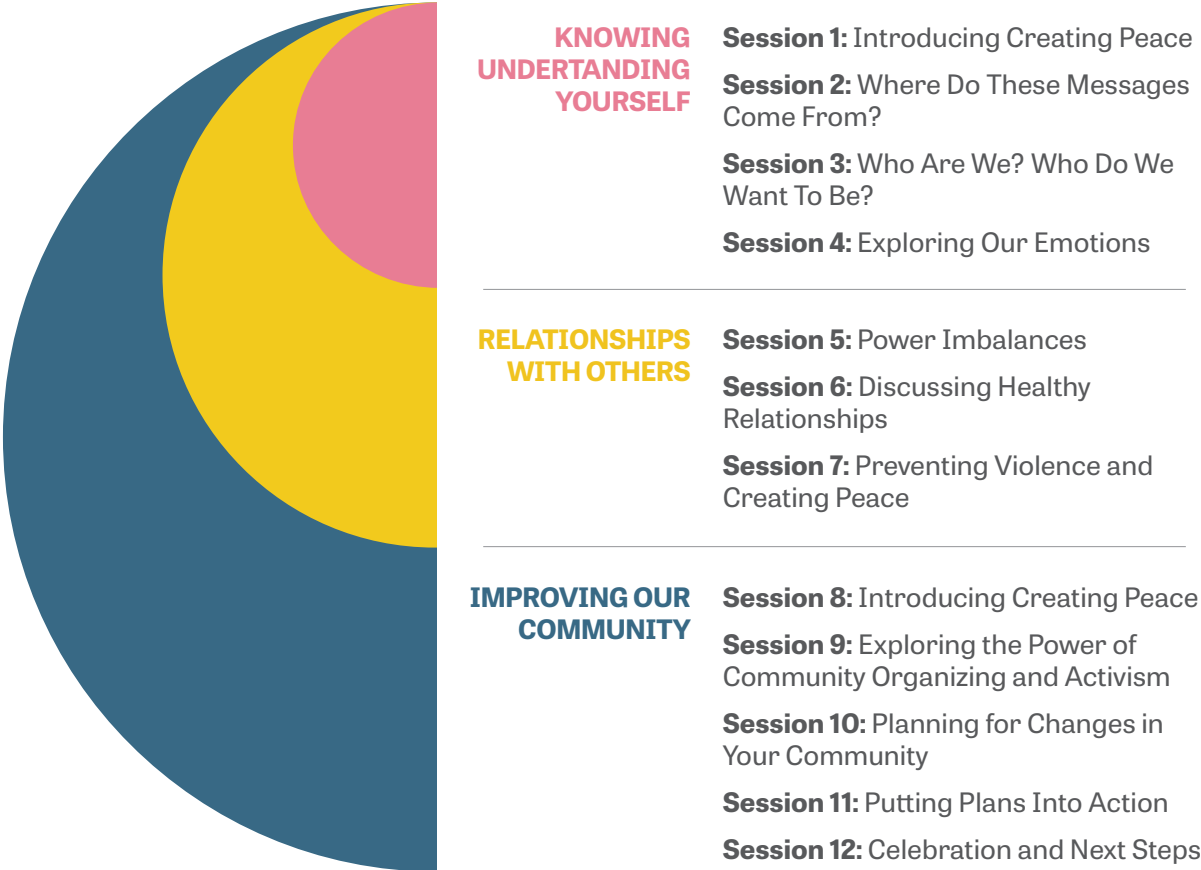 KNOWING
UNDERTANDING
YOURSELF
Session 1: Introducing Creating Peace
Session 2: Where Do These Messages
Come From?
Session 3: Who Are We? Who Do We
Want To Be?
Session 4: Exploring Our Emotions
RELATIONSHIPS
WITH OTHERS
Session 5: Power Imbalances
Session 6: Discussing Healthy
Relationships
Session 7: Preventing Violence and
Creating Peace
IMPROVING OUR
COMMUNITY
Session 8: Introducing Creating Peace
Session 9: Exploring the Power of
Community Organizing and Activism
Session 10: Planning for Changes in
Your Community
Session 11: Putting Plans Into Action
Session 12: Celebration and Next Steps